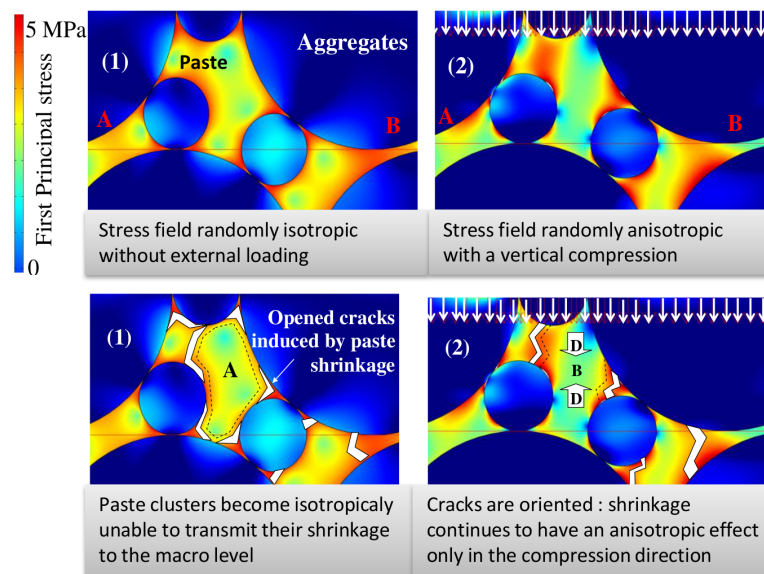 5 MPa
First Principal stress
0
(1)
Paste
Aggregates
A
B
(2)
A
B
Stress field randomly isotropic
without external loading
Stress field randomly anisotropic
with a vertical compression
(1)
Opened cracks
induced by paste
shrinkage
A
(2)
D
B
D
Paste clusters become isotropicaly
unable to transmit their shrinkage
to the macro level
Cracks are oriented : shrinkage
continues to have an anisotropic effect
only in the compression direction